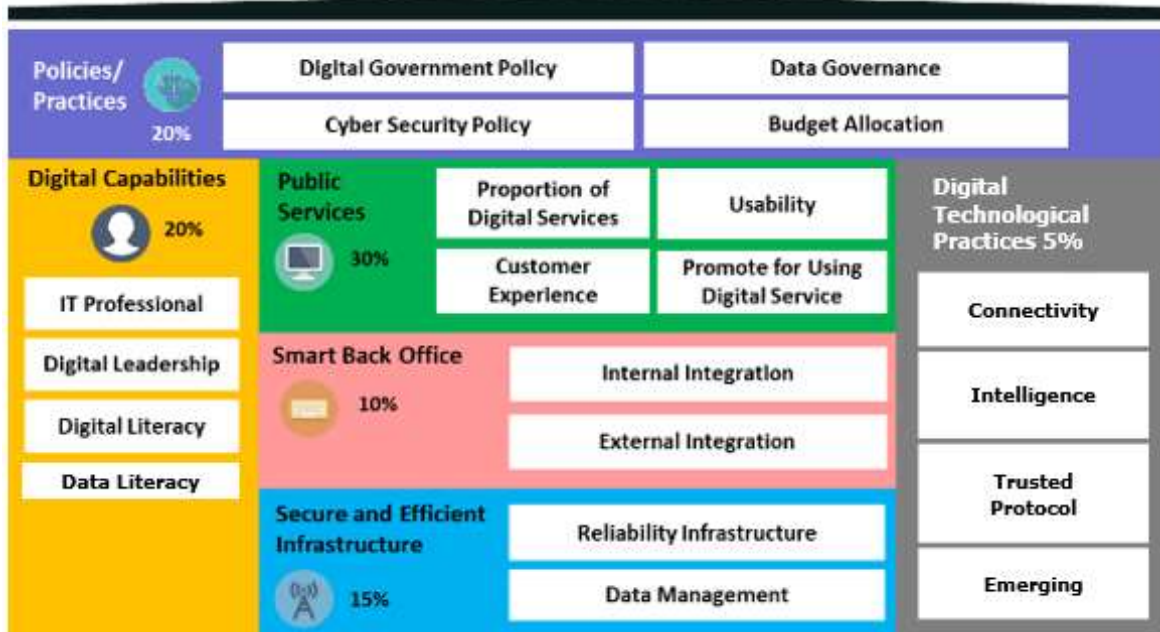 Policies/
Practices
20%
Digital Government Policy
Data Governance
Cyber Security Policy
Budget Allocation
Digital Capabilities
20%
IT Professional
Digital Leadership
Digital Literacy
Data Literacy
Public
Services
30%
Proportion of
Digital Services
Usability
Customer
Experience
Promote for Using
Digital Service
Smart Back Office
10%
Internal Integration
External Integration
Secure and Efficient
Infrastructure
15%
Reliability Infrastructure
Data Management
Digital
Technological
Practices 5%
Connectivity
Intelligence
Trusted
Protocol
Emerging